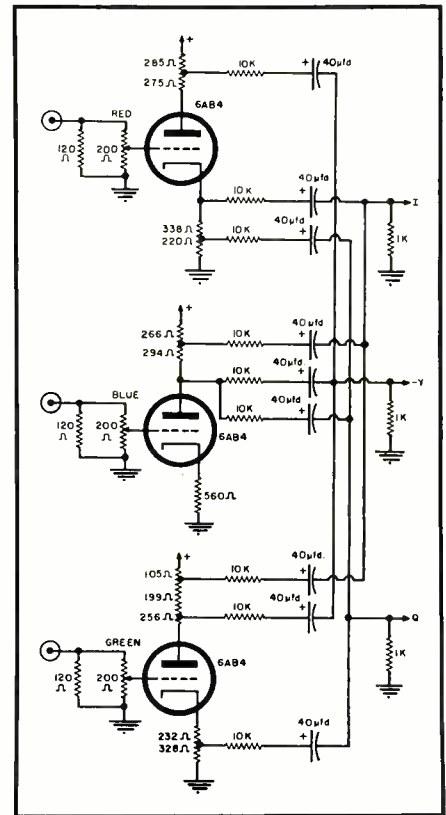 +
285Ω
275Ω
10K
+
40μfd
RED
6AB4
120
Ω
200
Ω
10K
+
40μfd
10K
+
40μfd
338Ω
220Ω
I
1K
+
266Ω
294Ω
10K
+
40μfd
10K
+
40μfd.
10K
+
40μfd
-Y
1K
BLUE
6AB4
120
Ω
200
Ω
560Ω
+
105Ω
199Ω
256Ω
10K
+
40μfd.
10K
+
40μfd
Q
1K
GREEN
6AB4
120
Ω
200
Ω
232Ω
328Ω
10K
+
40μfd